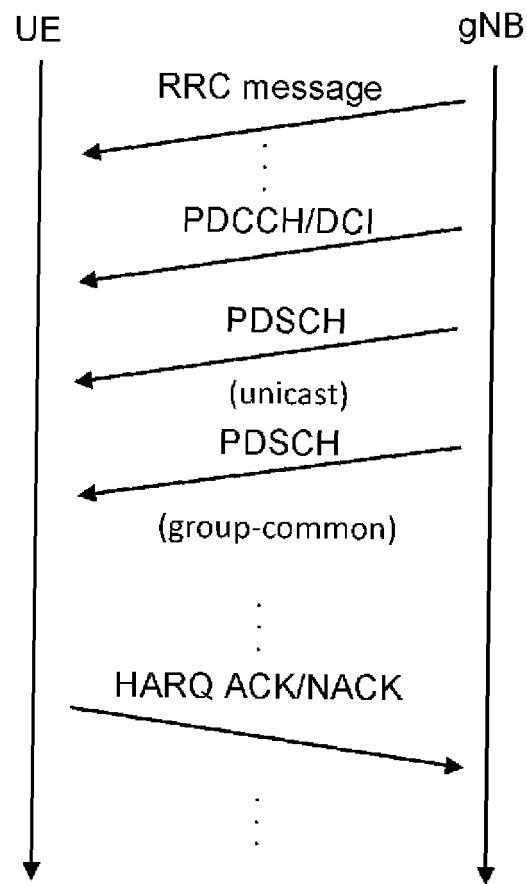 UE
gNB
RRC message
PDCCH/DCI
PDSCH
(unicast)
PDSCH
(group-common)
HARQ ACK/NACK